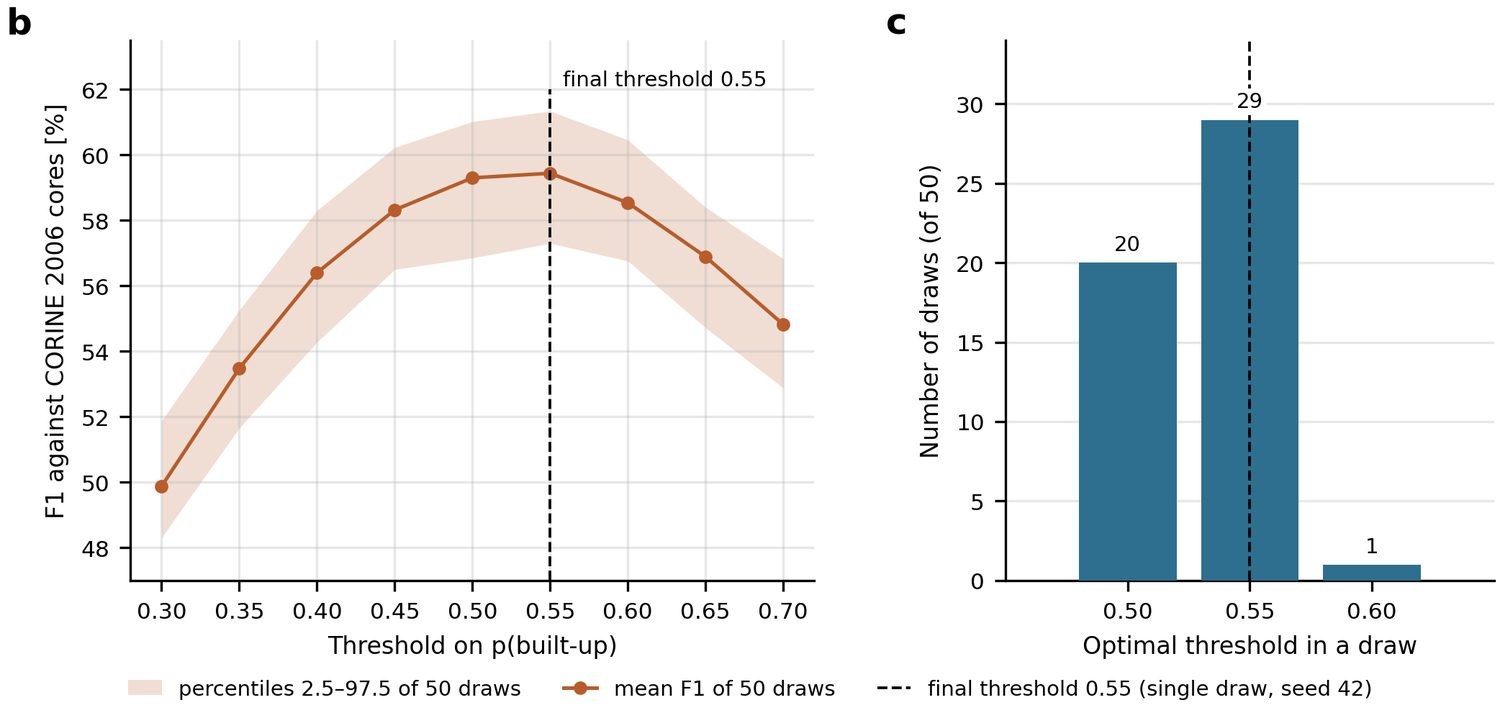 b
F1 against CORINE 2006 cores [%]
62
60
58
56
54
52
50
48
final threshold 0.55
0.30 0.35 0.40 0.45 0.50 0.55 0.60 0.65 0.70
Threshold on p(built-up)
c
Number of draws (of 50)
30
25
20
15
10
5
0
20
29
1
0.50 0.55 0.60
Optimal threshold in a draw
percentiles 2.5–97.5 of 50 draws
mean F1 of 50 draws
final threshold 0.55 (single draw, seed 42)